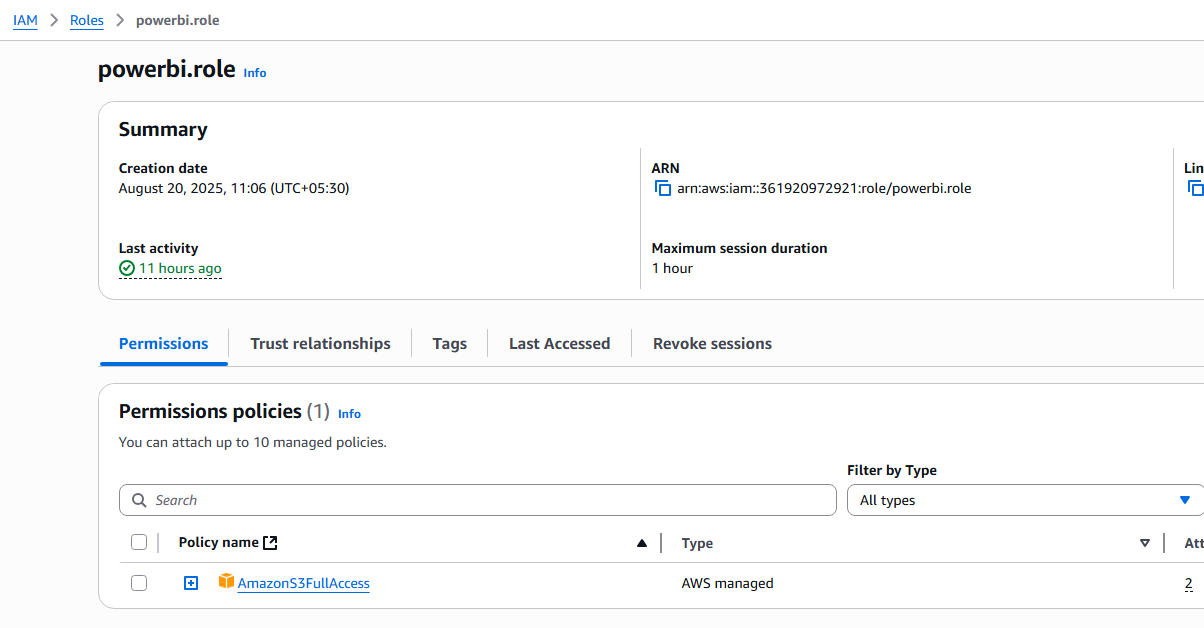 IAM > Roles > powerbi.role
powerbi.role Info
Summary
Creation date
August 20, 2025, 11:06 (UTC+05:30)
ARN
arn:aws:iam::361920972921:role/powerbi.role
Lin
Last activity
11 hours ago
Maximum session duration
1 hour
Permissions Trust relationships Tags Last Accessed Revoke sessions
Permissions policies (1) Info
You can attach up to 10 managed policies.
Filter by Type
Search All types
Policy name Type Att
AmazonS3FullAccess AWS managed 2